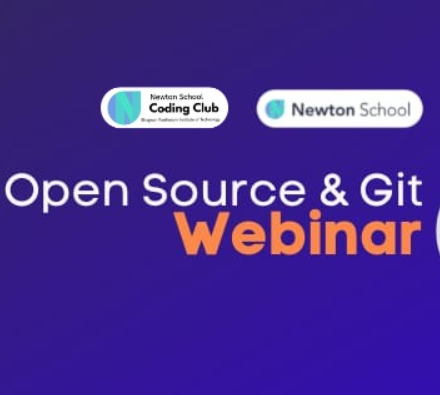 Newton School.
Coding Club
Newton School
Open Source & Git
Webinar